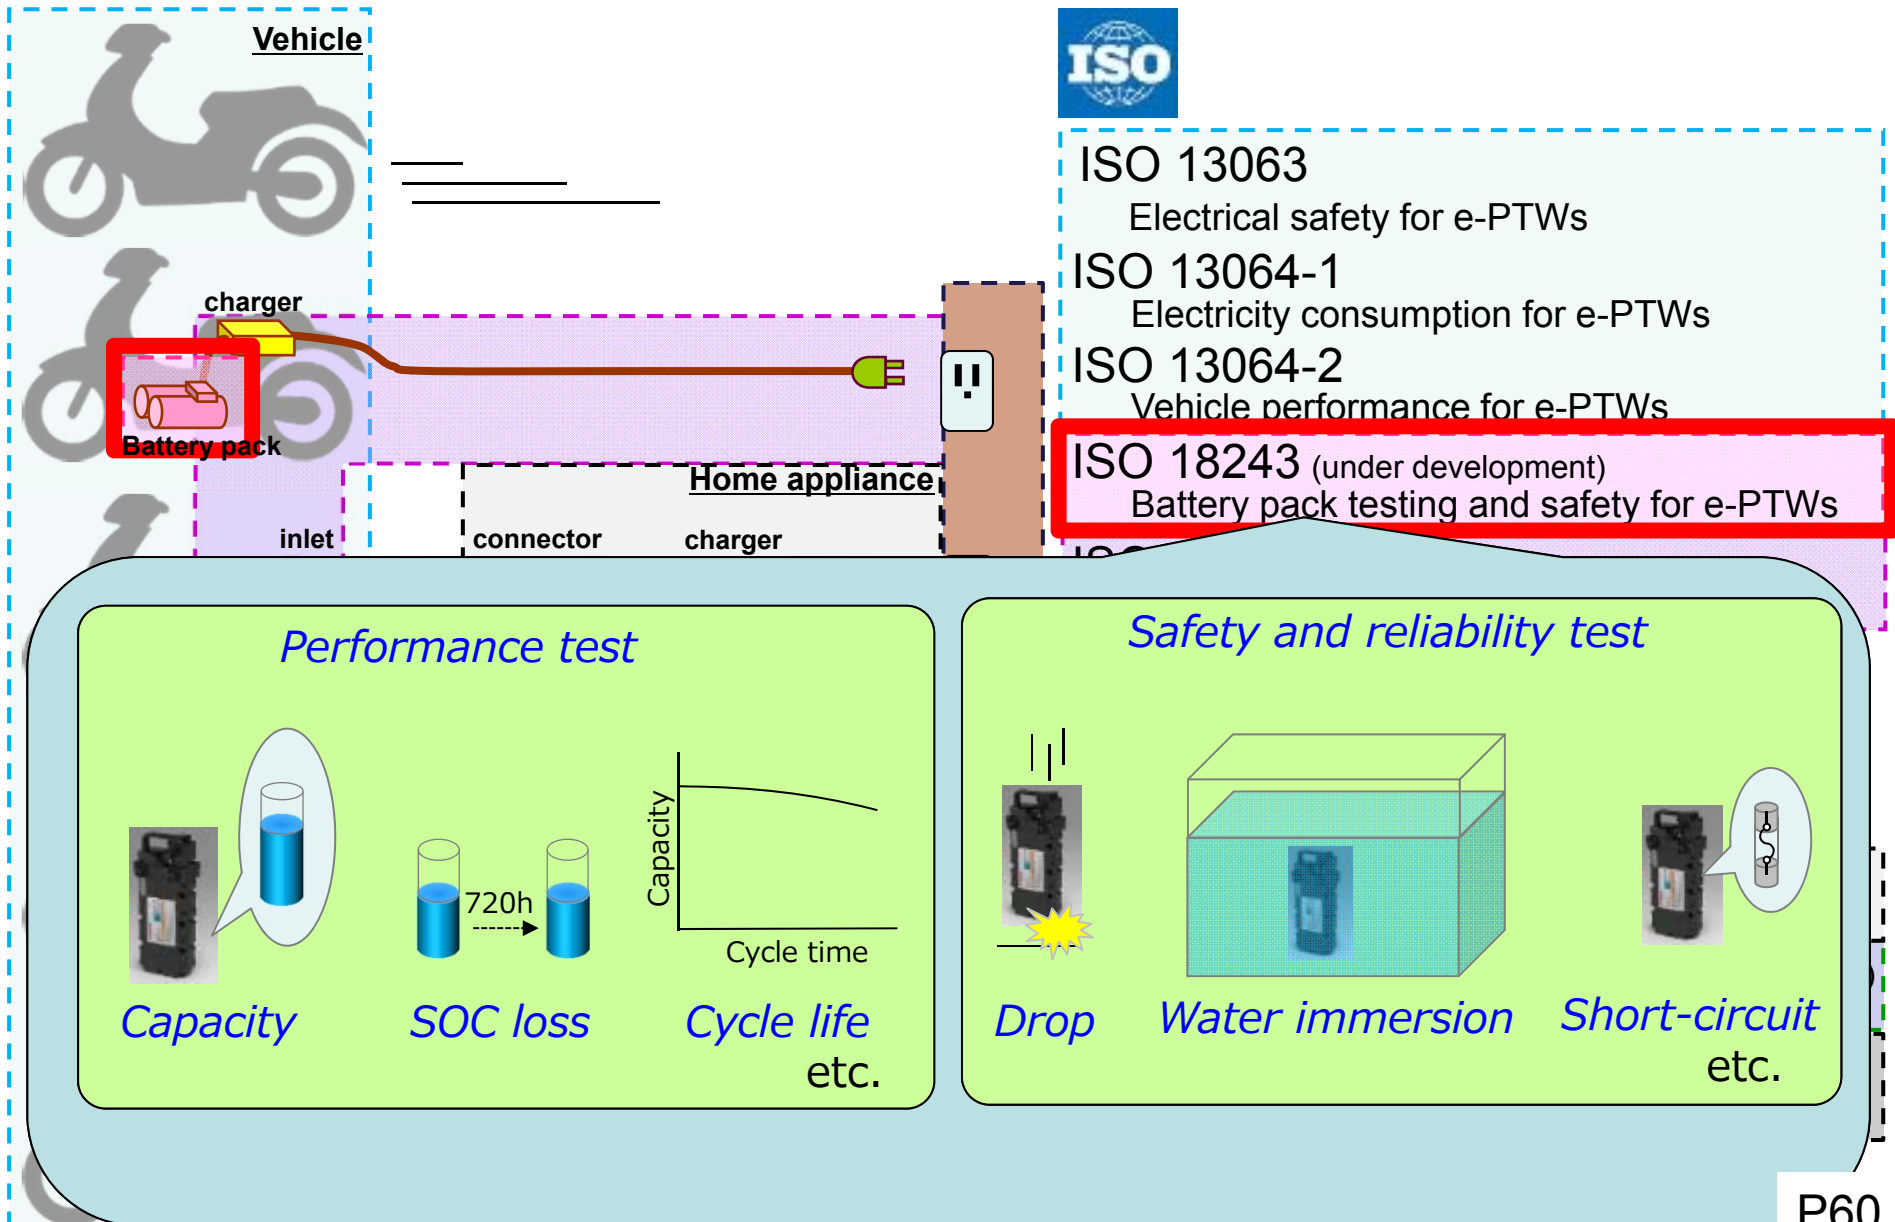 Vehicle
ISO
ISO 13063
Electrical safety for e-PTWs
ISO 13064-1
Electricity consumption for e-PTWs
ISO 13064-2
Vehicle performance for e-PTWs
ISO 18243 (under development)
Battery pack testing and safety for e-PTWs
charger
Battery pack
Home appliance
inlet
connector
charger
Performance test
Capacity
720h
Cycle time
Capacity
SOC loss
Cycle life
etc.
Safety and reliability test
Drop
Water immersion
Short-circuit
etc.
P60